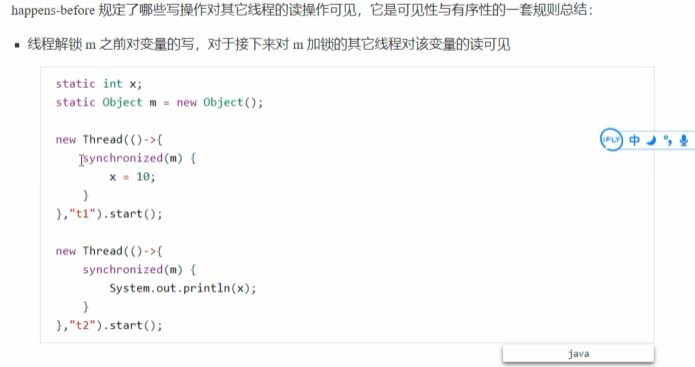 happens-before 规定了哪些写操作对其它线程的读操作可见，它是可见性与有序性的一套规则总结：
▪ 线程解锁 m 之前对变量的写，对于接下来对 m 加锁的其它线程对该变量的读可见
static int x;
static Object m = new Object();
new Thread(()->{
synchronized(m) {
x = 10;
}
},"t1").start();
new Thread(()->{
synchronized(m) {
System.out.println(x);
}
},"t2").start();
iFLY 中
java